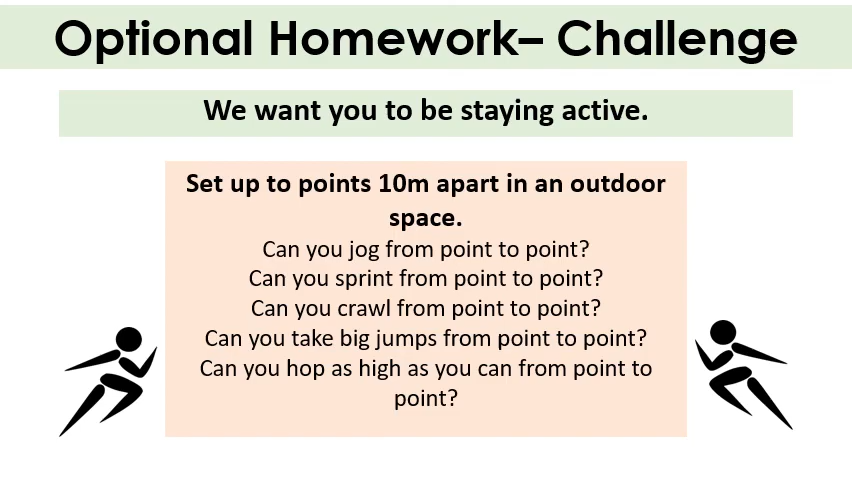 Optional Homework– Challenge
We want you to be staying active.
Set up to points 10m apart in an outdoor
space.
Can you jog from point to point?
Can you sprint from point to point?
Can you crawl from point to point?
Can you take big jumps from point to point?
Can you hop as high as you can from point to
point?